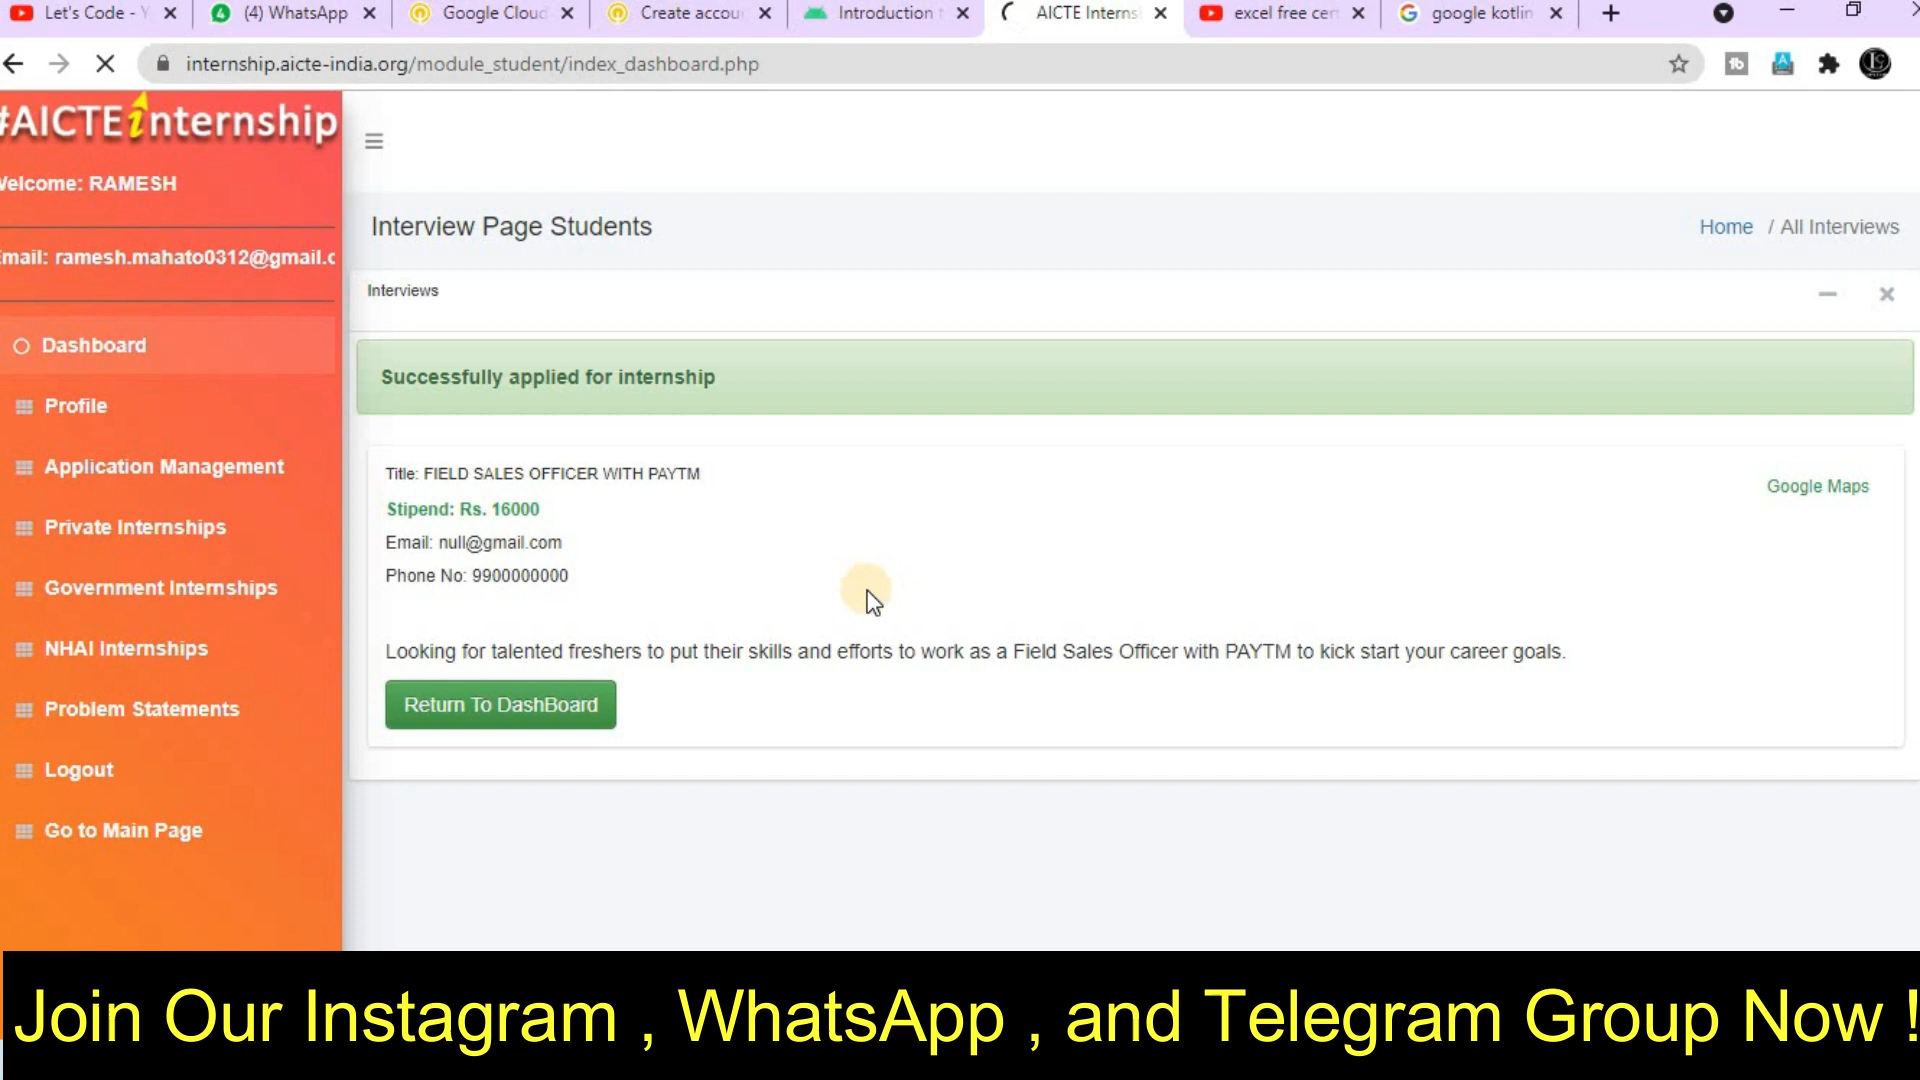 Let's Code - Y
(4) WhatsApp
Google Cloud
Create accou
Introduction t
AICTE Interns
excel free cer
google kotlin
internship.aicte-india.org/module_student/index_dashboard.php
#AICTE internship
Welcome: RAMESH
Email: ramesh.mahato0312@gmail.c
Dashboard
Profile
Application Management
Private Internships
Government Internships
NHAI Internships
Problem Statements
Logout
Go to Main Page
Interview Page Students
Home / All Interviews
Interviews
Successfully applied for internship
Title: FIELD SALES OFFICER WITH PAYTM
Google Maps
Stipend: Rs. 16000
Email: null@gmail.com
Phone No: 9900000000
Looking for talented freshers to put their skills and efforts to work as a Field Sales Officer with PAYTM to kick start your career goals.
Return To DashBoard
Join Our Instagram , WhatsApp , and Telegram Group Now !